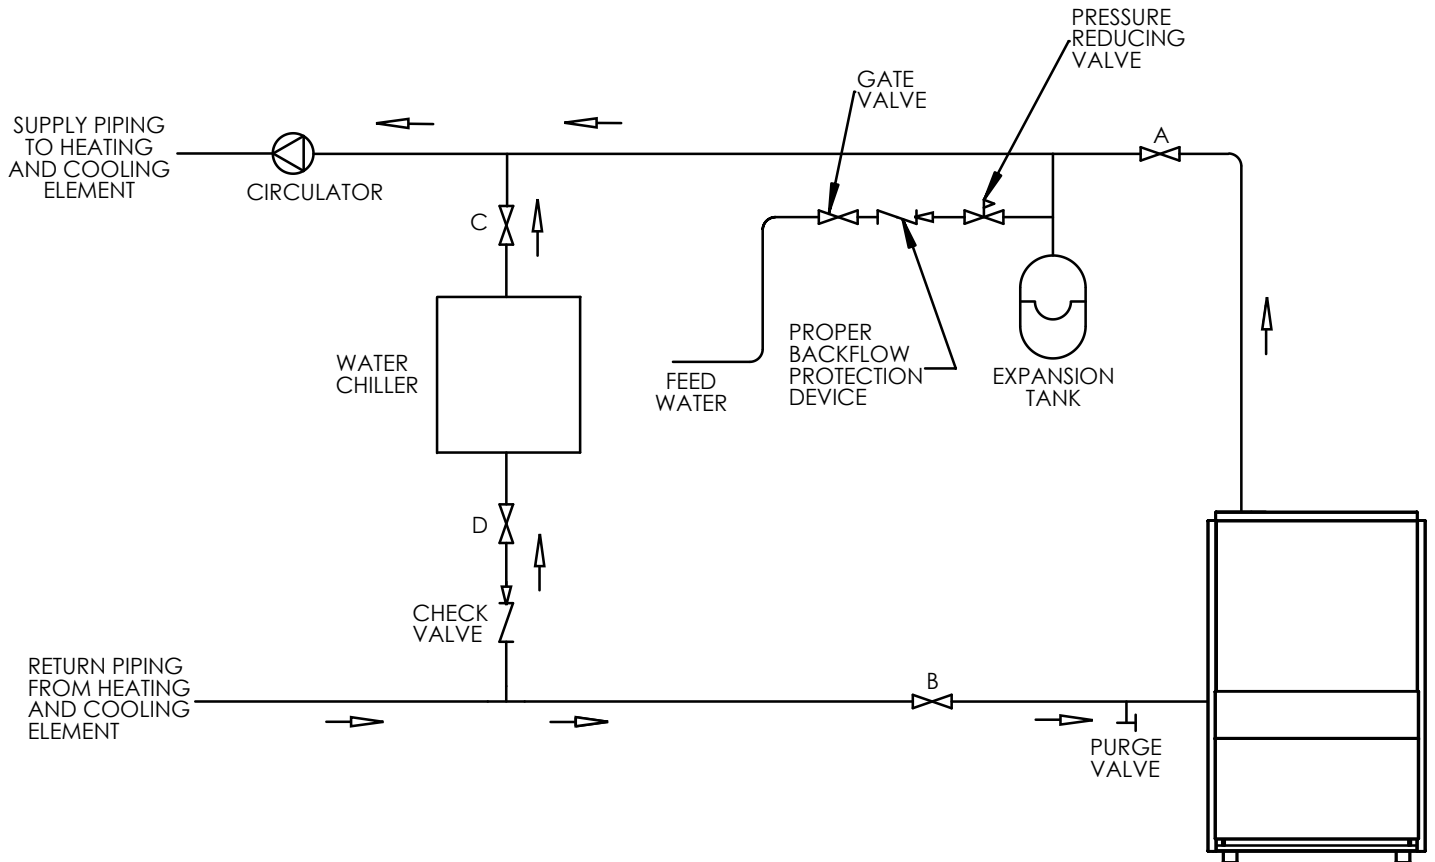 PRESSURE
REDUCING
VALVE
GATE
VALVE
SUPPLY PIPING
TO HEATING
AND COOLING
ELEMENT
CIRCULATOR
A
C
WATER
CHILLER
FEED
WATER
PROPER
BACKFLOW
PROTECTION
DEVICE
EXPANSION
TANK
D
CHECK
VALVE
RETURN PIPING
FROM HEATING
AND COOLING
ELEMENT
B
PURGE
VALVE